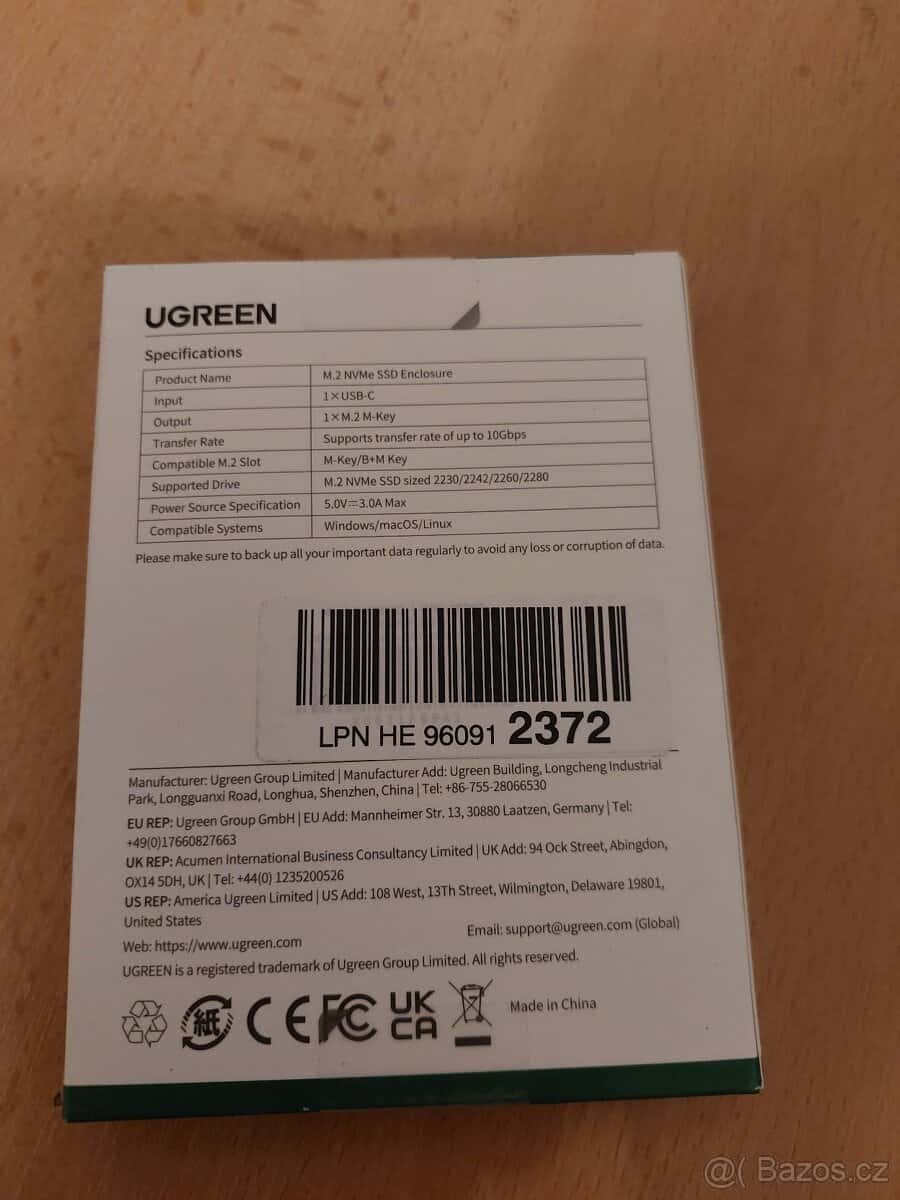 UGREEN
Specifications
Product Name M.2 NVMe SSD Enclosure
Input 1×USB-C
Output 1×M.2 M-Key
Transfer Rate Supports transfer rate of up to 10Gbps
Compatible M.2 Slot M-Key/B+M Key
Supported Drive M.2 NVMe SSD sized 2230/2242/2260/2280
Power Source Specification 5.0V⎓3.0A Max
Compatible Systems Windows/macOS/Linux
Please make sure to back up all your important data regularly to avoid any loss or corruption of data.
LPN HE 96091 2372
Manufacturer: Ugreen Group Limited | Manufacturer Add: Ugreen Building, Longcheng Industrial
Park, Longguanxi Road, Longhua, Shenzhen, China | Tel: +86-755-28066530
EU REP: Ugreen Group GmbH | EU Add: Mannheimer Str. 13, 30880 Laatzen, Germany | Tel:
+49(0)17660827663
UK REP: Acumen International Business Consultancy Limited | UK Add: 94 Ock Street, Abingdon,
OX14 5DH, UK | Tel: +44(0) 1235200526
US REP: America Ugreen Limited | US Add: 108 West, 13Th Street, Wilmington, Delaware 19801,
United States
Web: https://www.ugreen.com Email: support@ugreen.com (Global)
UGREEN is a registered trademark of Ugreen Group Limited. All rights reserved.
紙 CE FC UK
CA Made in China
@( Bazos.cz